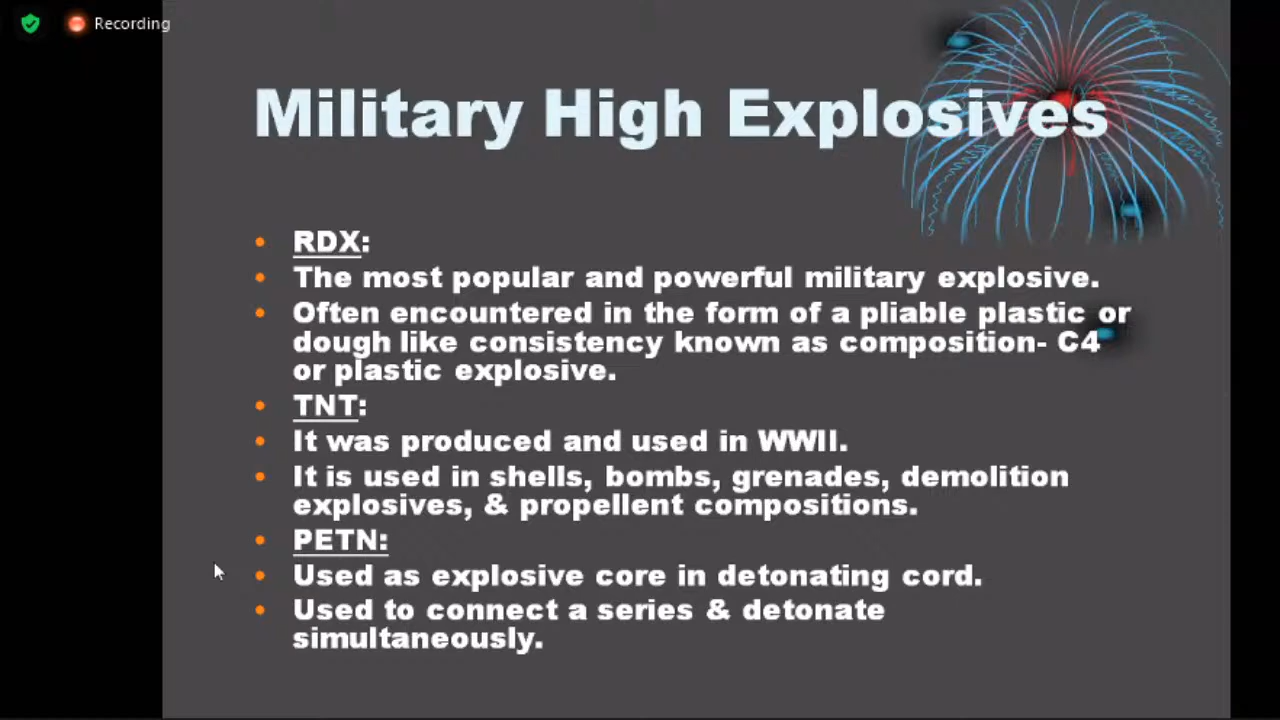 Recording
Military High Explosives
• RDX:
• The most popular and powerful military explosive.
• Often encountered in the form of a pliable plastic or
dough like consistency known as composition- C4
or plastic explosive.
• TNT:
• It was produced and used in WWII.
• It is used in shells, bombs, grenades, demolition
explosives, & propellent compositions.
• PETN:
• Used as explosive core in detonating cord.
• Used to connect a series & detonate
simultaneously.